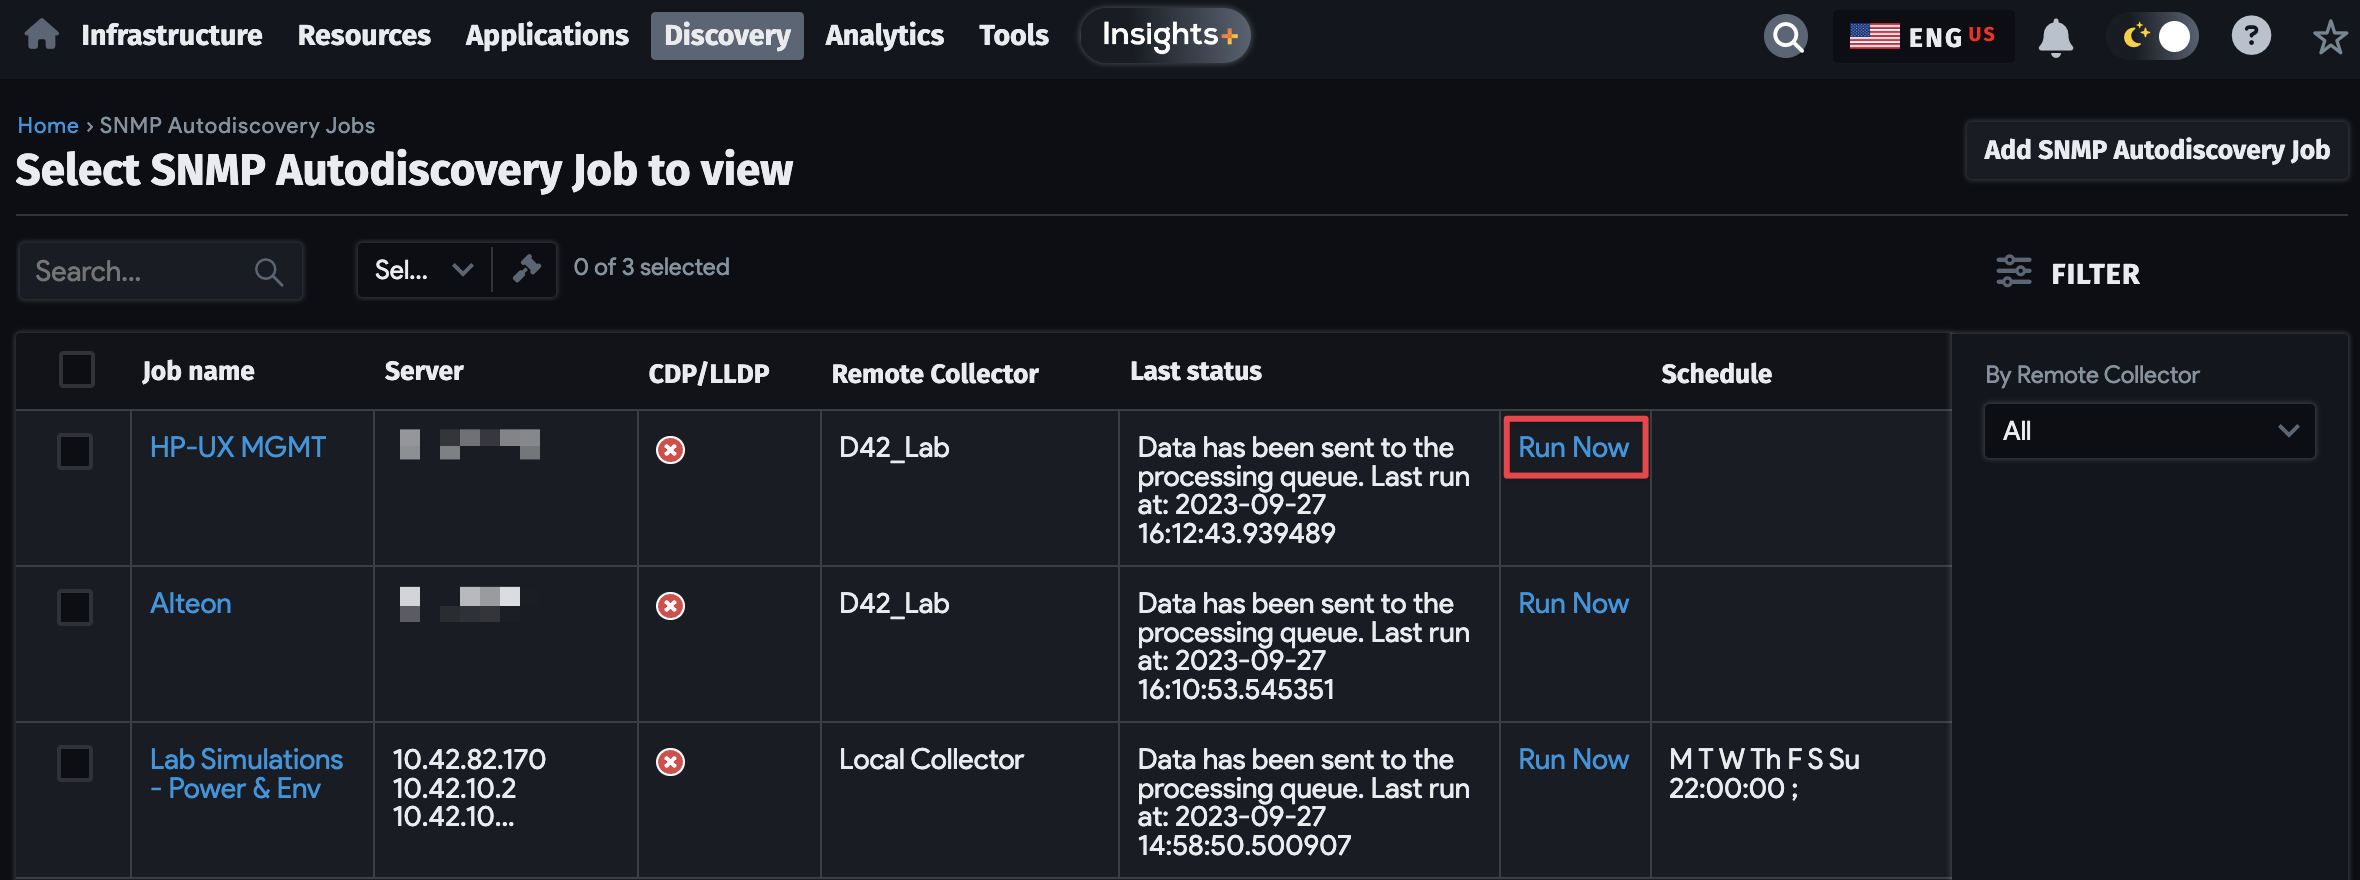 Infrastructure Resources Applications Discovery Analytics Tools Insights+ ENG US ?
Home › SNMP Autodiscovery Jobs
Select SNMP Autodiscovery Job to view
Add SNMP Autodiscovery Job
Search...
Sel...
0 of 3 selected
FILTER
Job name Server CDP/LLDP Remote Collector Last status Schedule
By Remote Collector
All
HP-UX MGMT
D42_Lab
Data has been sent to the
processing queue. Last run
at: 2023-09-27
16:12:43.939489
Run Now
Alteon
D42_Lab
Data has been sent to the
processing queue. Last run
at: 2023-09-27
16:10:53.545351
Run Now
Lab Simulations
- Power & Env
10.42.82.170
10.42.10.2
10.42.10...
Local Collector
Data has been sent to the
processing queue. Last run
at: 2023-09-27
14:58:50.500907
Run Now
M T W Th F S Su
22:00:00 ;